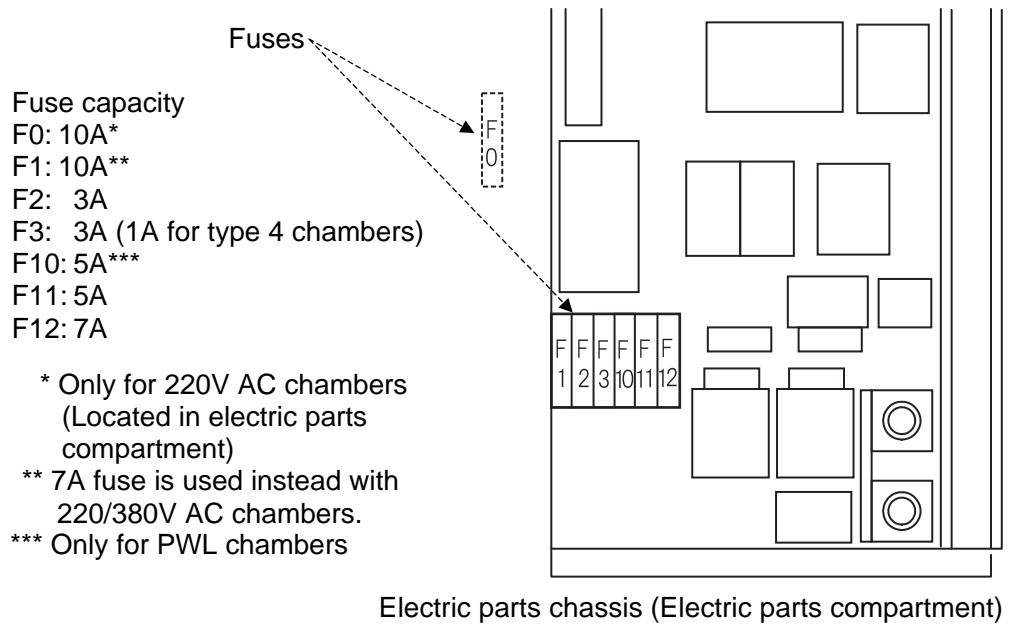 Fuses
Fuse capacity
F0: 10A*
F1: 10A**
F2: 3A
F3: 3A (1A for type 4 chambers)
F10: 5A***
F11: 5A
F12: 7A
* Only for 220V AC chambers
(Located in electric parts
compartment)
** 7A fuse is used instead with
220/380V AC chambers.
*** Only for PWL chambers
F
0
F F F F F F
1 2 3 10 11 12
Electric parts chassis (Electric parts compartment)